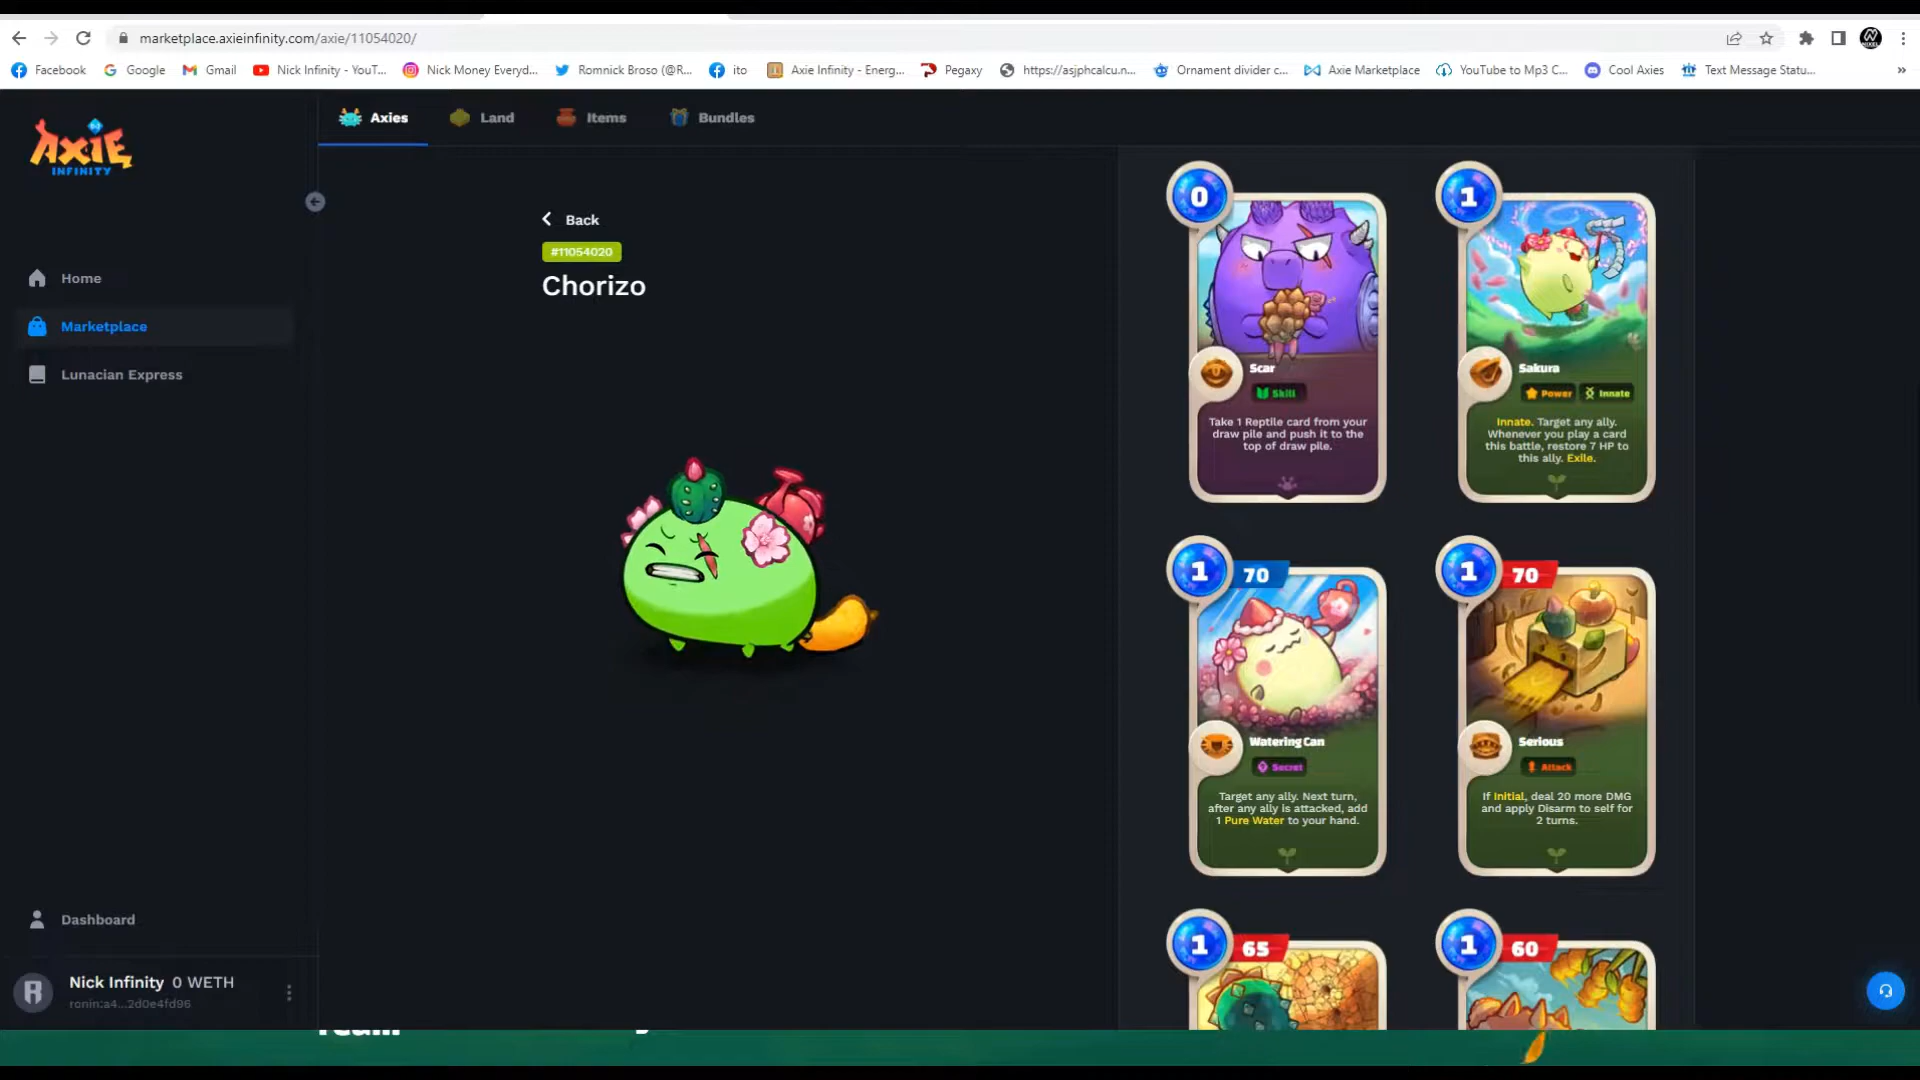 marketplace.axieinfinity.com/axie/11054020/
Facebook
Google
Gmail
Nick Infinity - YouT...
Nick Money Everyd...
Romnick Broso (@R...
ito
Axie Infinity - Energ...
Pegaxy
https://asjphcalcu.n...
Ornament divider c...
Axie Marketplace
YouTube to Mp3 C...
Cool Axies
Text Message Statu...
»
AXIE
INFINITY
Axies
Land
Items
Bundles
Home
Marketplace
Lunacian Express
Dashboard
Nick Infinity 0 WETH
ronin:a4...2d0e4fd96
Back
#11054020
Chorizo
0
Scar
Skill
Take 1 Reptile card from your
draw pile and push it to the
top of draw pile.
1
Sakura
Power
Innate
Innate. Target any ally.
Whenever you play a card
this battle, restore 7 HP to
this ally. Exile.
1
70
Watering Can
Secret
Target any ally. Next turn,
after any ally is attacked, add
1 Pure Water to your hand.
1
70
Serious
Attack
If Initial, deal 20 more DMG
and apply Disarm to self for
2 turns.
1
65
1
60